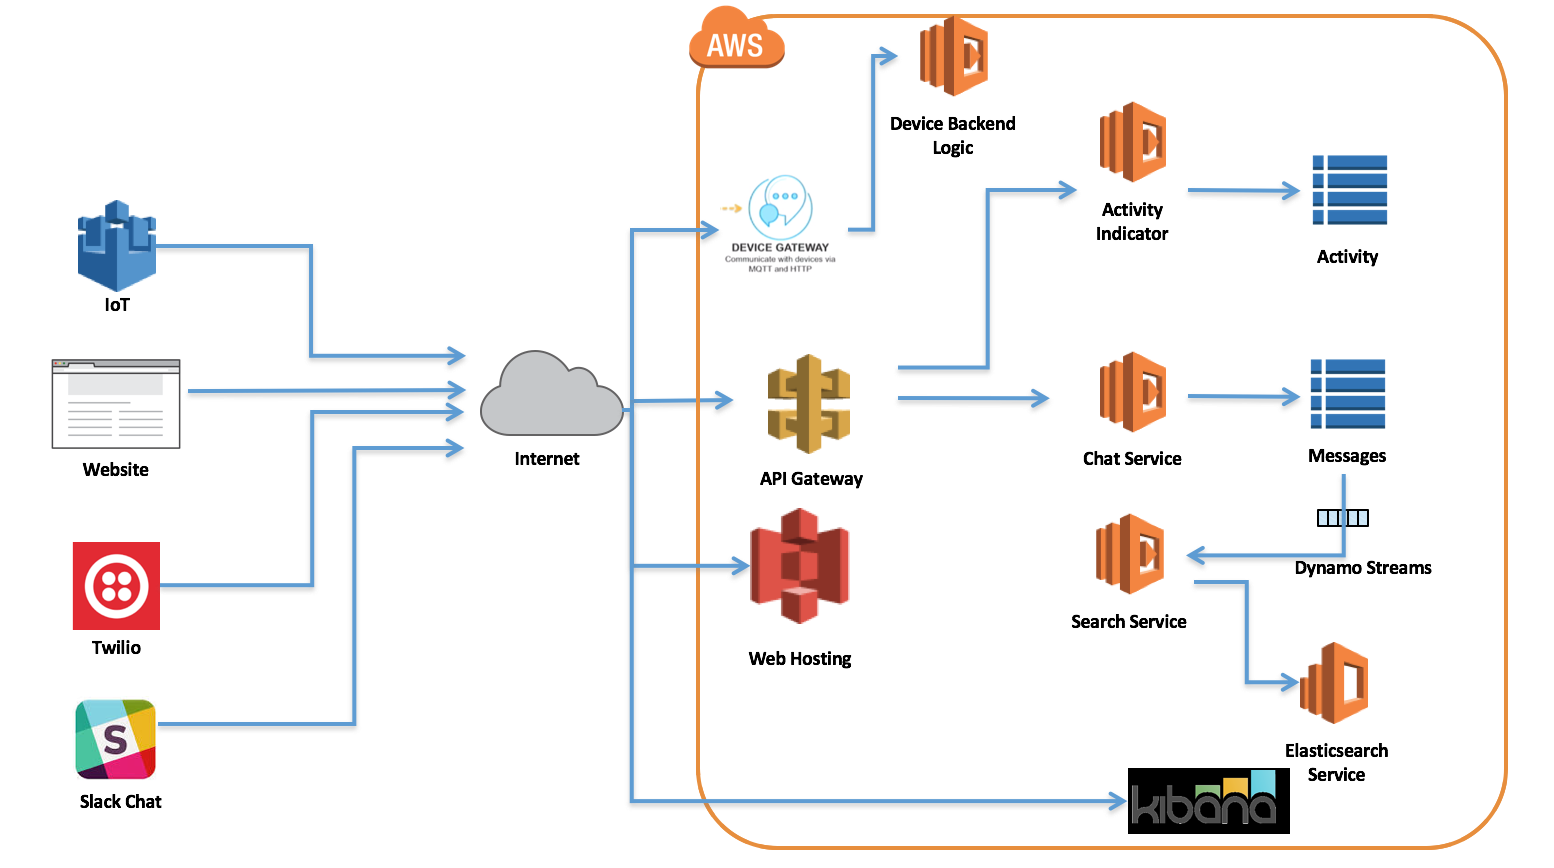 AWS
Device Backend
Logic
Activity
Indicator
Activity
DEVICE GATEWAY
Communicate with devices via
MQTT and HTTP
IoT
Website
Internet
API Gateway
Chat Service
Messages
Dynamo Streams
Search Service
Twilio
Web Hosting
S
Slack Chat
Elasticsearch
Service
kibana